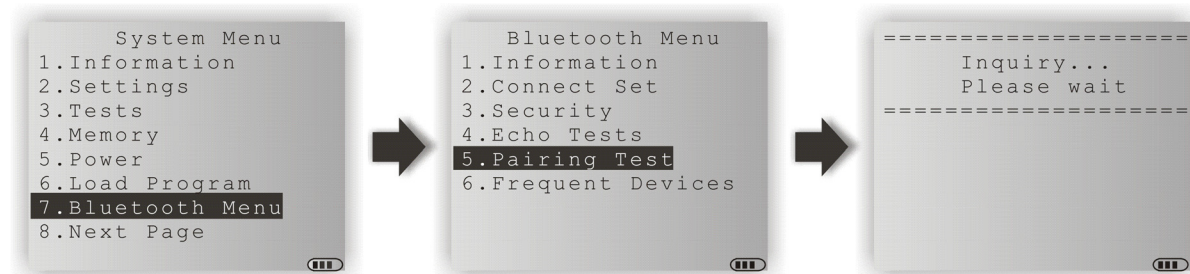 System Menu
1.Information
2.Settings
3.Tests
4.Memory
5.Power
6.Load Program
7.Bluetooth Menu
8.Next Page
Bluetooth Menu
1.Information
2.Connect Set
3.Security
4.Echo Tests
5.Pairing Test
6.Frequent Devices
====================
Inquiry...
Please wait
====================